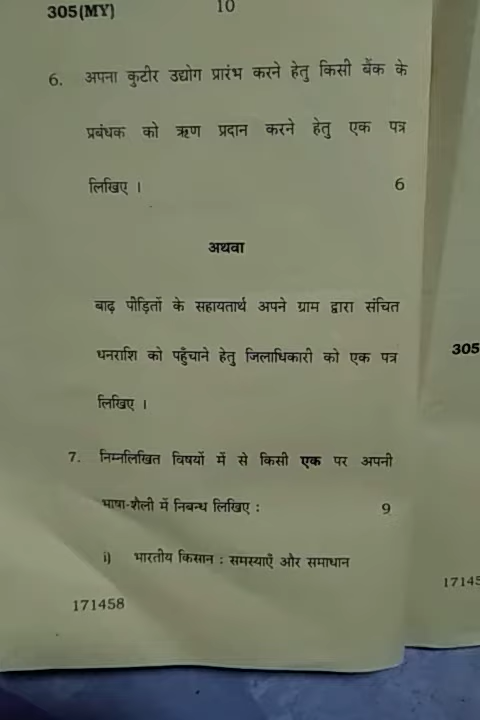 305(MY) 10
6. अपना कुटीर उद्योग प्रारंभ करने हेतु किसी बैंक के
प्रबंधक को ऋण प्रदान करने हेतु एक पत्र
लिखिए । 6
अथवा
बाढ़ पीड़ितों के सहायतार्थ अपने ग्राम द्वारा संचित
धनराशि को पहुँचाने हेतु जिलाधिकारी को एक पत्र
लिखिए ।
7. निम्नलिखित विषयों में से किसी एक पर अपनी
भाषा-शैली में निबन्ध लिखिए : 9
i) भारतीय किसान : समस्याएँ और समाधान
171458
305
17145